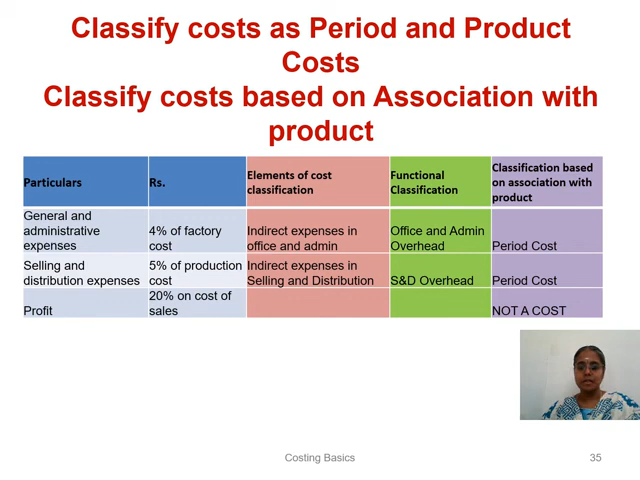 Classify costs as Period and Product
Costs
Classify costs based on Association with
product
Particulars
Rs.
Elements of cost
classification
Functional
Classification
Classification based
on association with
product
General and
administrative
expenses
4% of factory
cost
Indirect expenses in
office and admin
Office and Admin
Overhead
Period Cost
Selling and
distribution expenses
5% of production
cost
Indirect expenses in
Selling and Distribution
S&D Overhead
Period Cost
Profit
20% on cost of
sales
NOT A COST
Costing Basics
35